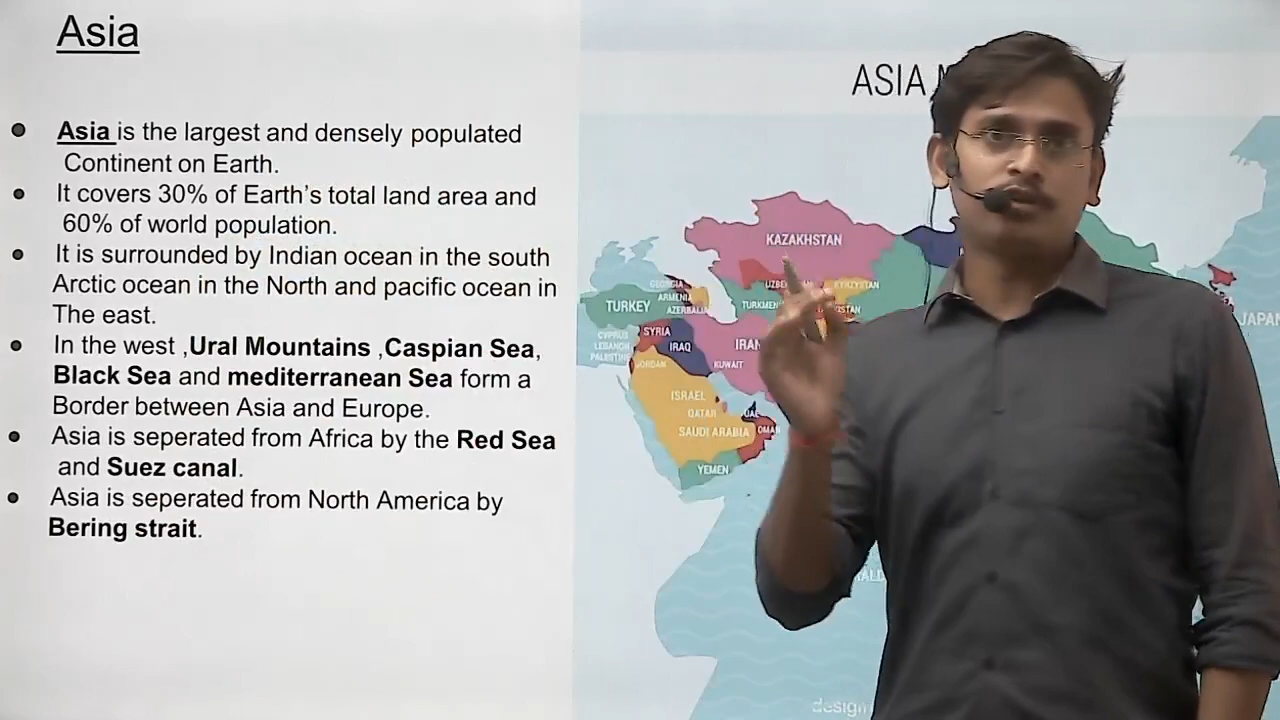 Asia
Asia is the largest and densely populated
Continent on Earth.
It covers 30% of Earth's total land area and
60% of world population.
It is surrounded by Indian ocean in the south
Arctic ocean in the North and pacific ocean in
The east.
In the west ,Ural Mountains ,Caspian Sea,
Black Sea and mediterranean Sea form a
Border between Asia and Europe.
Asia is seperated from Africa by the Red Sea
and Suez canal.
Asia is seperated from North America by
Bering strait.
ASIA
KAZAKHSTAN
GEORGIA
ARMENIA
KYRZYSTAN
TURKEY
CYPRUS
LEBANON
PALESTINE
SYRIA
IRAQ
IRAN
JORDAN
KUWAIT
ISRAEL
QATAR
UAE
SAUDI ARABIA
OMAN
YEMEN
JAPAN